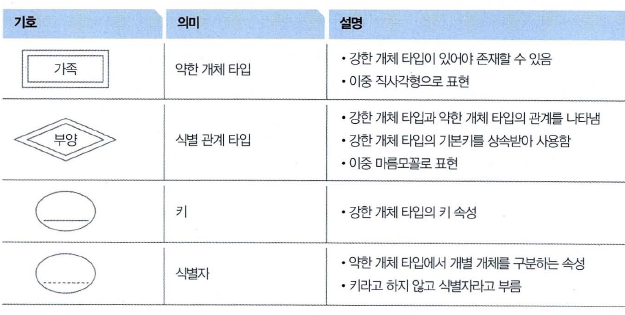 기호 의미 설명
가족 약한 개체 타입 • 강한 개체 타입이 있어야 존재할 수 있음
• 이중 직사각형으로 표현
부양 식별 관계 타입 • 강한 개체 타입과 약한 개체 타입의 관계를 나타냄
• 강한 개체 타입의 기본키를 상속받아 사용함
• 이중 마름모꼴로 표현
키 • 강한 개체 타입의 키 속성
식별자 • 약한 개체 타입에서 개별 개체를 구분하는 속성
• 키라고 하지 않고 식별자라고 부름